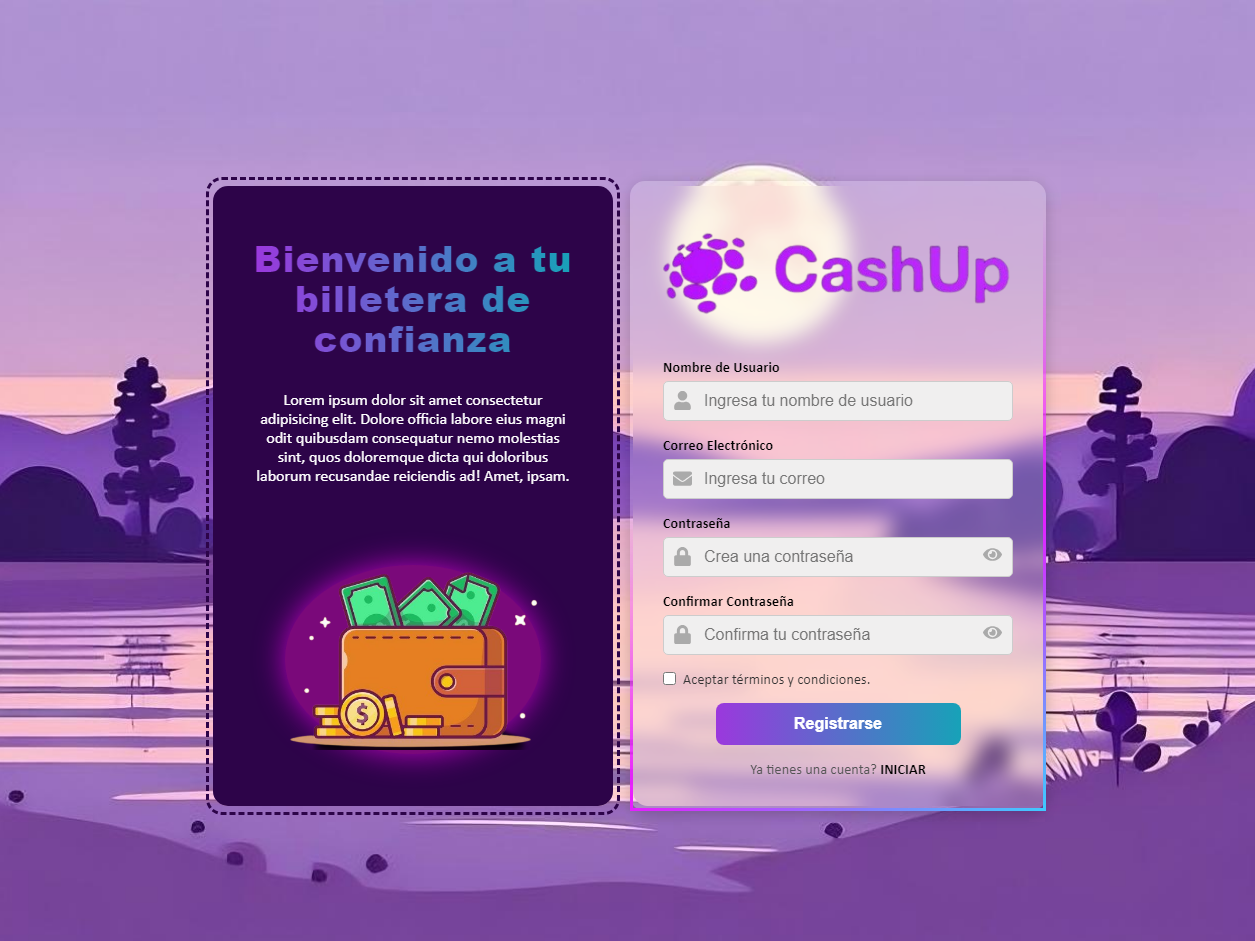 Bienvenido a tu
billetera de
confianza
Lorem ipsum dolor sit amet consectetur
adipisicing elit. Dolore officia labore eius magni
odit quibusdam consequatur nemo molestias
sint, quos doloremque dicta qui doloribus
laborum recusandae reiciendis ad! Amet, ipsam.
$
CashUp
Nombre de Usuario
Ingresa tu nombre de usuario
Correo Electrónico
Ingresa tu correo
Contraseña
Crea una contraseña
Confirmar Contraseña
Confirma tu contraseña
Aceptar términos y condiciones.
Registrarse
Ya tienes una cuenta? INICIAR